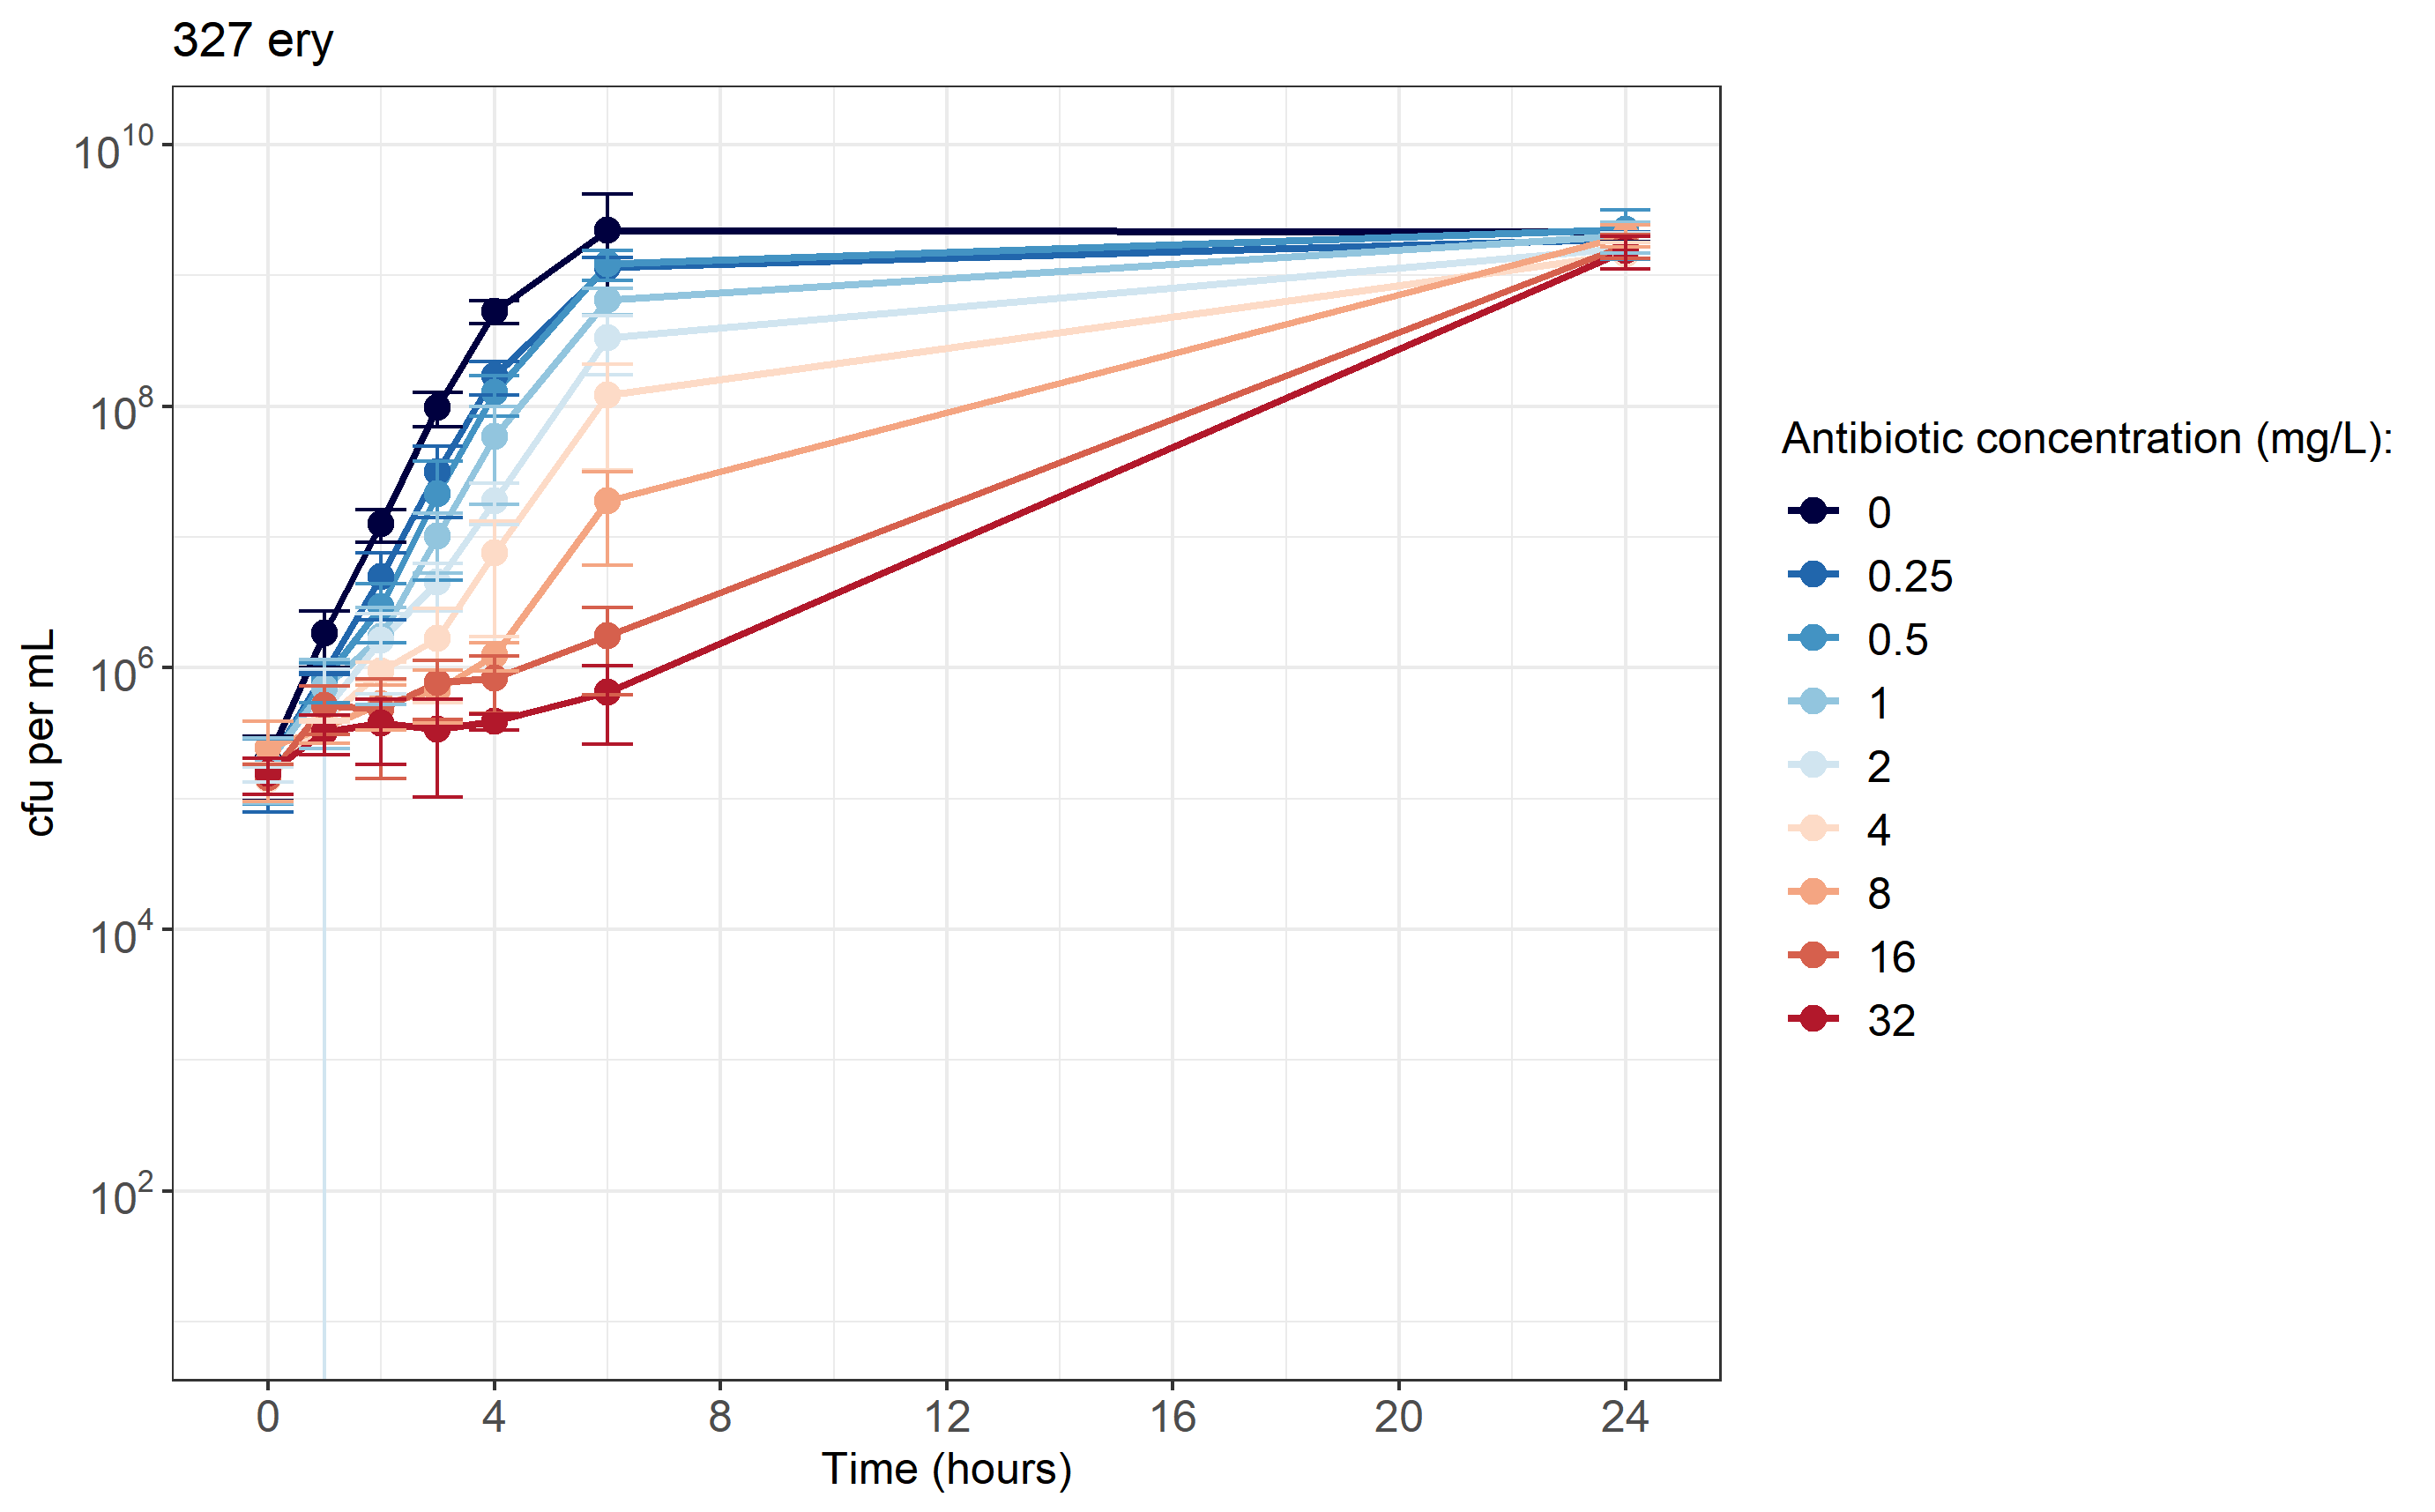 327 ery
10^10
10^8
10^6
10^4
10^2
cfu per mL
0 4 8 12 16 20 24
Time (hours)
Antibiotic concentration (mg/L):
0
0.25
0.5
1
2
4
8
16
32